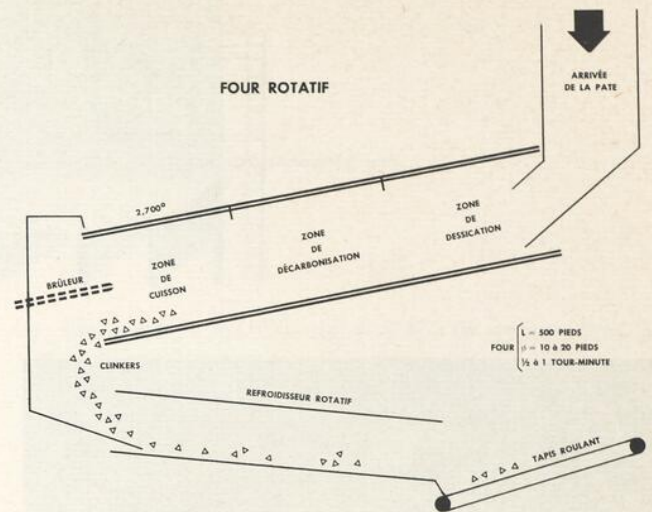 FOUR ROTATIF
ARRIVÉE
DE LA PATE
2,700°
ZONE
DE
DESSICATION
ZONE
DE
DÉCARBONISATION
ZONE
DE
CUISSON
BRÛLEUR
CLINKERS
FOUR
L = 500 PIEDS
φ = 10 à 20 PIEDS
½ à 1 TOUR-MINUTE
REFROIDISSEUR ROTATIF
TAPIS ROULANT